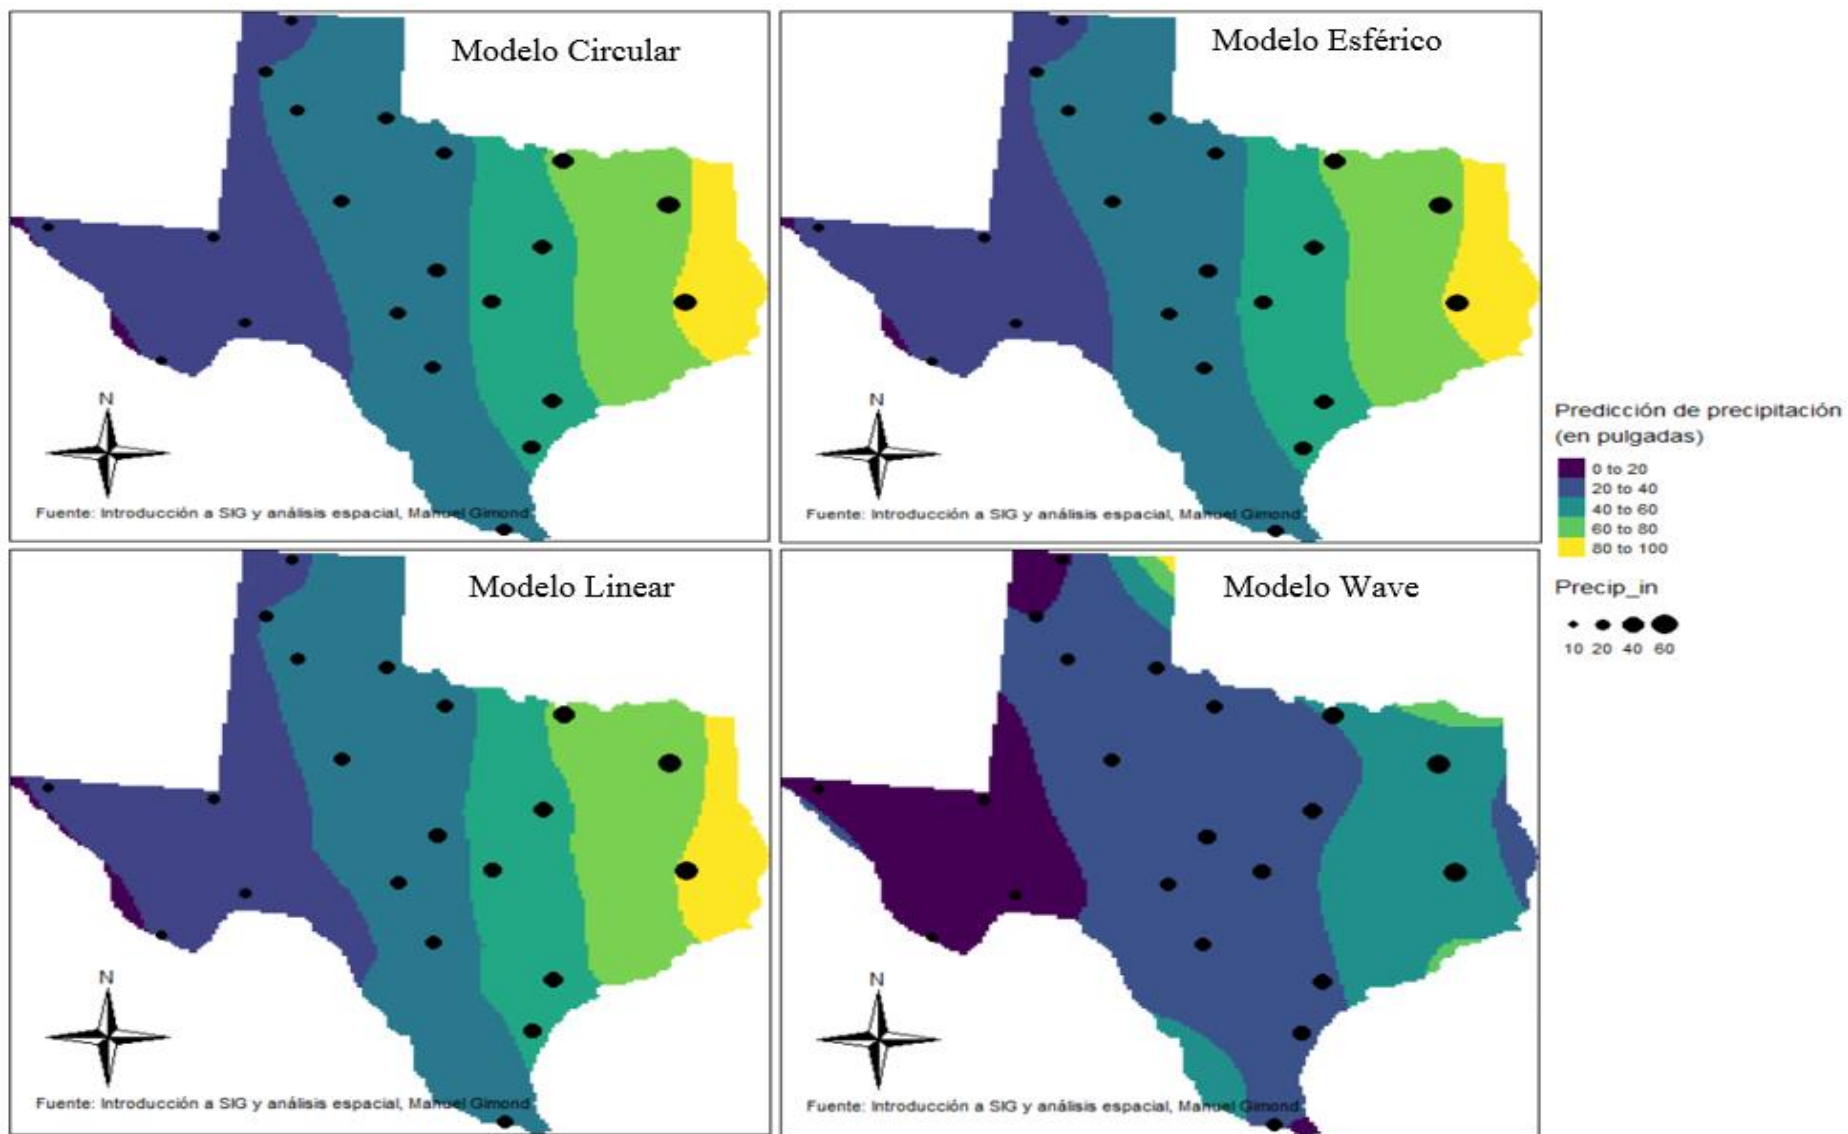 Modelo Circular
N
Fuente: Introducción a SIG y análisis espacial, Manuel Gimond
Modelo Esférico
N
Fuente: Introducción a SIG y análisis espacial, Manuel Gimond
Modelo Linear
N
Fuente: Introducción a SIG y análisis espacial, Manuel Gimond
Modelo Wave
N
Fuente: Introducción a SIG y análisis espacial, Manuel Gimond
Predicción de precipitación
(en pulgadas)
0 to 20
20 to 40
40 to 60
60 to 80
80 to 100
Precip_in
10 20 40 60